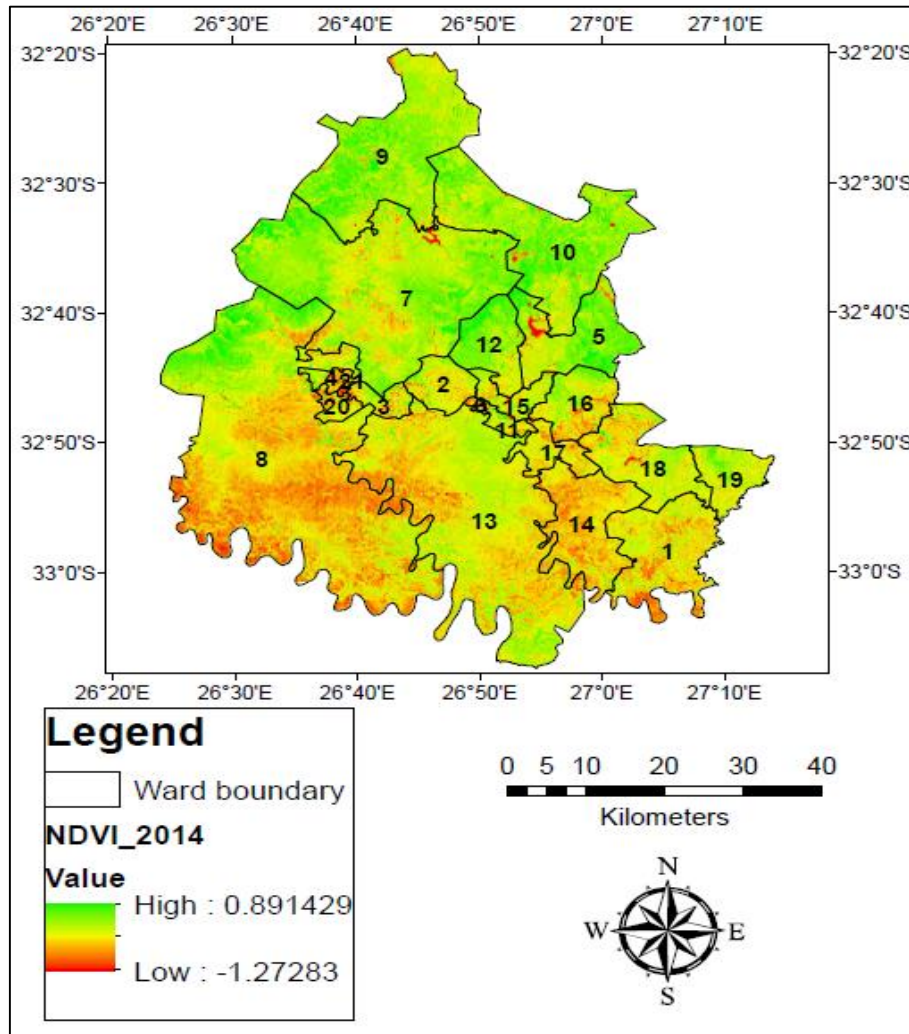 26°20'E 26°30'E 26°40'E 26°50'E 27°0'E 27°10'E
32°20'S 32°20'S
9
32°30'S 32°30'S
10
7
32°40'S 32°40'S
5
12
4 21 2
3 20 15 16
11
32°50'S 32°50'S
17
8 18 19
13 14
1
33°0'S 33°0'S
26°20'E 26°30'E 26°40'E 26°50'E 27°0'E 27°10'E
Legend
Ward boundary
NDVI_2014
Value
High : 0.891429
Low : -1.27283
0 5 10 20 30 40
Kilometers
N
W E
S